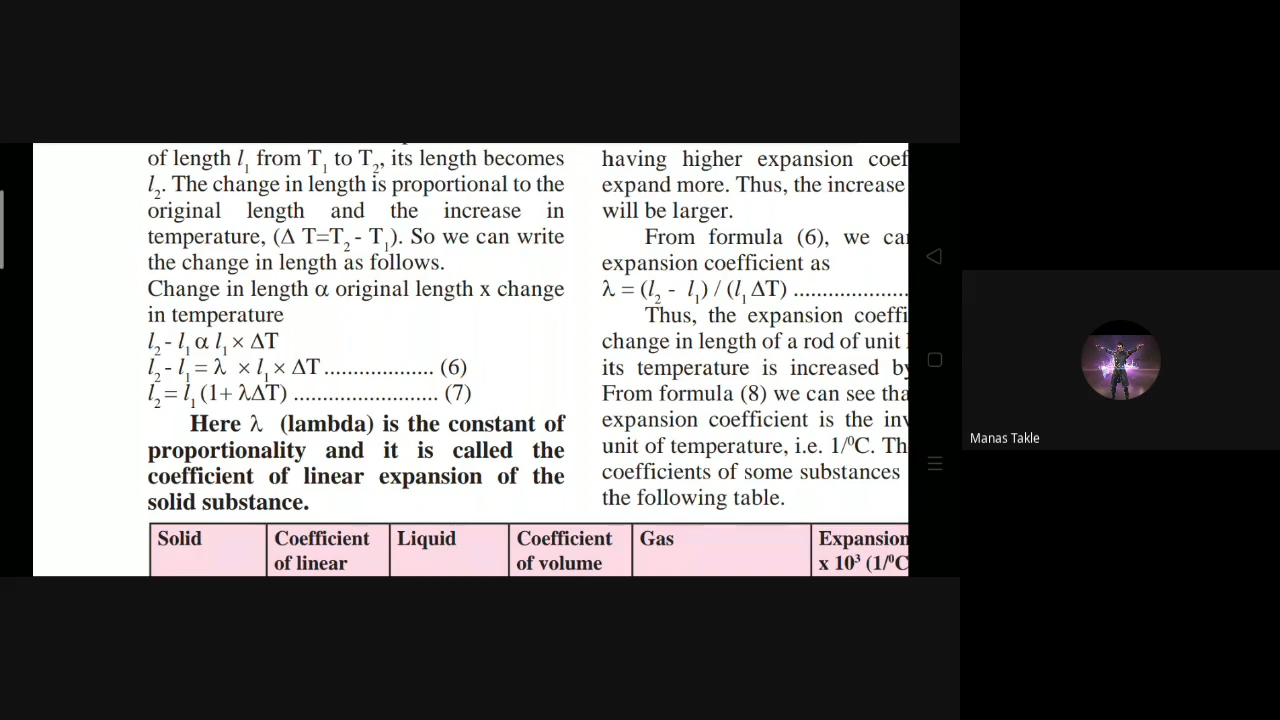 of length l₁ from T₁ to T₂, its length becomes
l₂. The change in length is proportional to the
original length and the increase in
temperature, (Δ T=T₂ - T₁). So we can write
the change in length as follows.
Change in length α original length x change
in temperature
l₂ - l₁ α l₁ × ΔT
l₂ - l₁ = λ × l₁ × ΔT .................... (6)
l₂ = l₁ (1+ λΔT) .......................... (7)
Here λ (lambda) is the constant of
proportionality and it is called the
coefficient of linear expansion of the
solid substance.
having higher expansion
expand more. Thus, the increase
will be larger.
From formula (6), we
expansion coefficient as
λ = (l₂ - l₁) / (l₁ ΔT) ....................
Thus, the expansion
change in length of a rod of unit
its temperature is increased
From formula (8) we can see
expansion coefficient is the
unit of temperature, i.e. 1/⁰C.
coefficients of some substances
the following table.
Solid
Coefficient
of linear
Liquid
Coefficient
of volume
Gas
Expansion
x 10³ (1/⁰C
Manas Takle